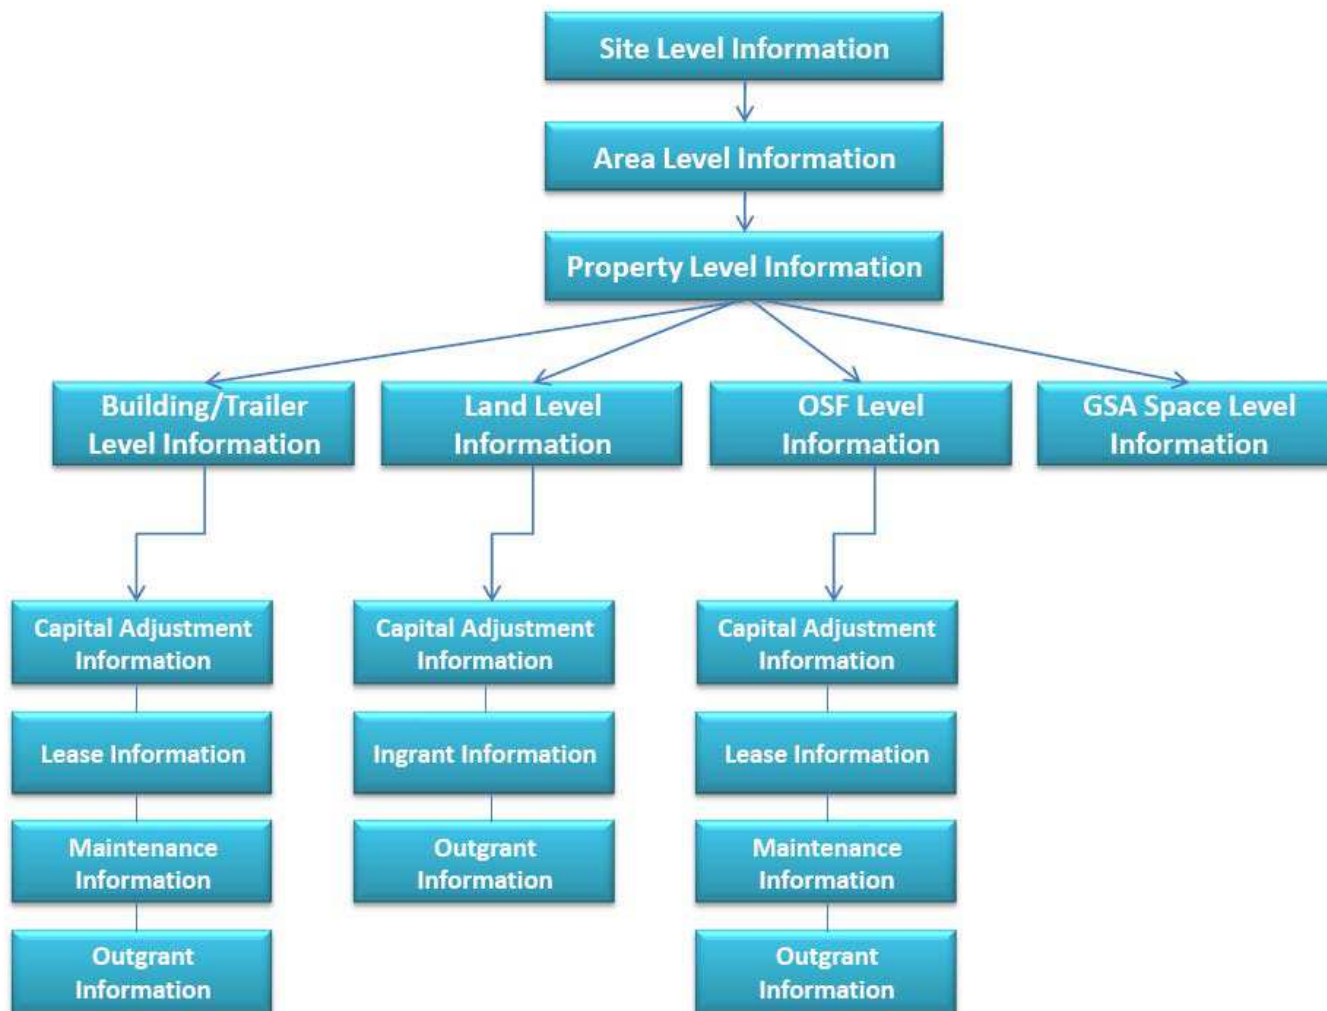 Site Level Information
Area Level Information
Property Level Information
Building/Trailer
Level Information
Land Level
Information
OSF Level
Information
GSA Space Level
Information
Capital Adjustment
Information
Lease Information
Maintenance
Information
Outgrant
Information
Capital Adjustment
Information
Ingrant Information
Outgrant
Information
Capital Adjustment
Information
Lease Information
Maintenance
Information
Outgrant
Information